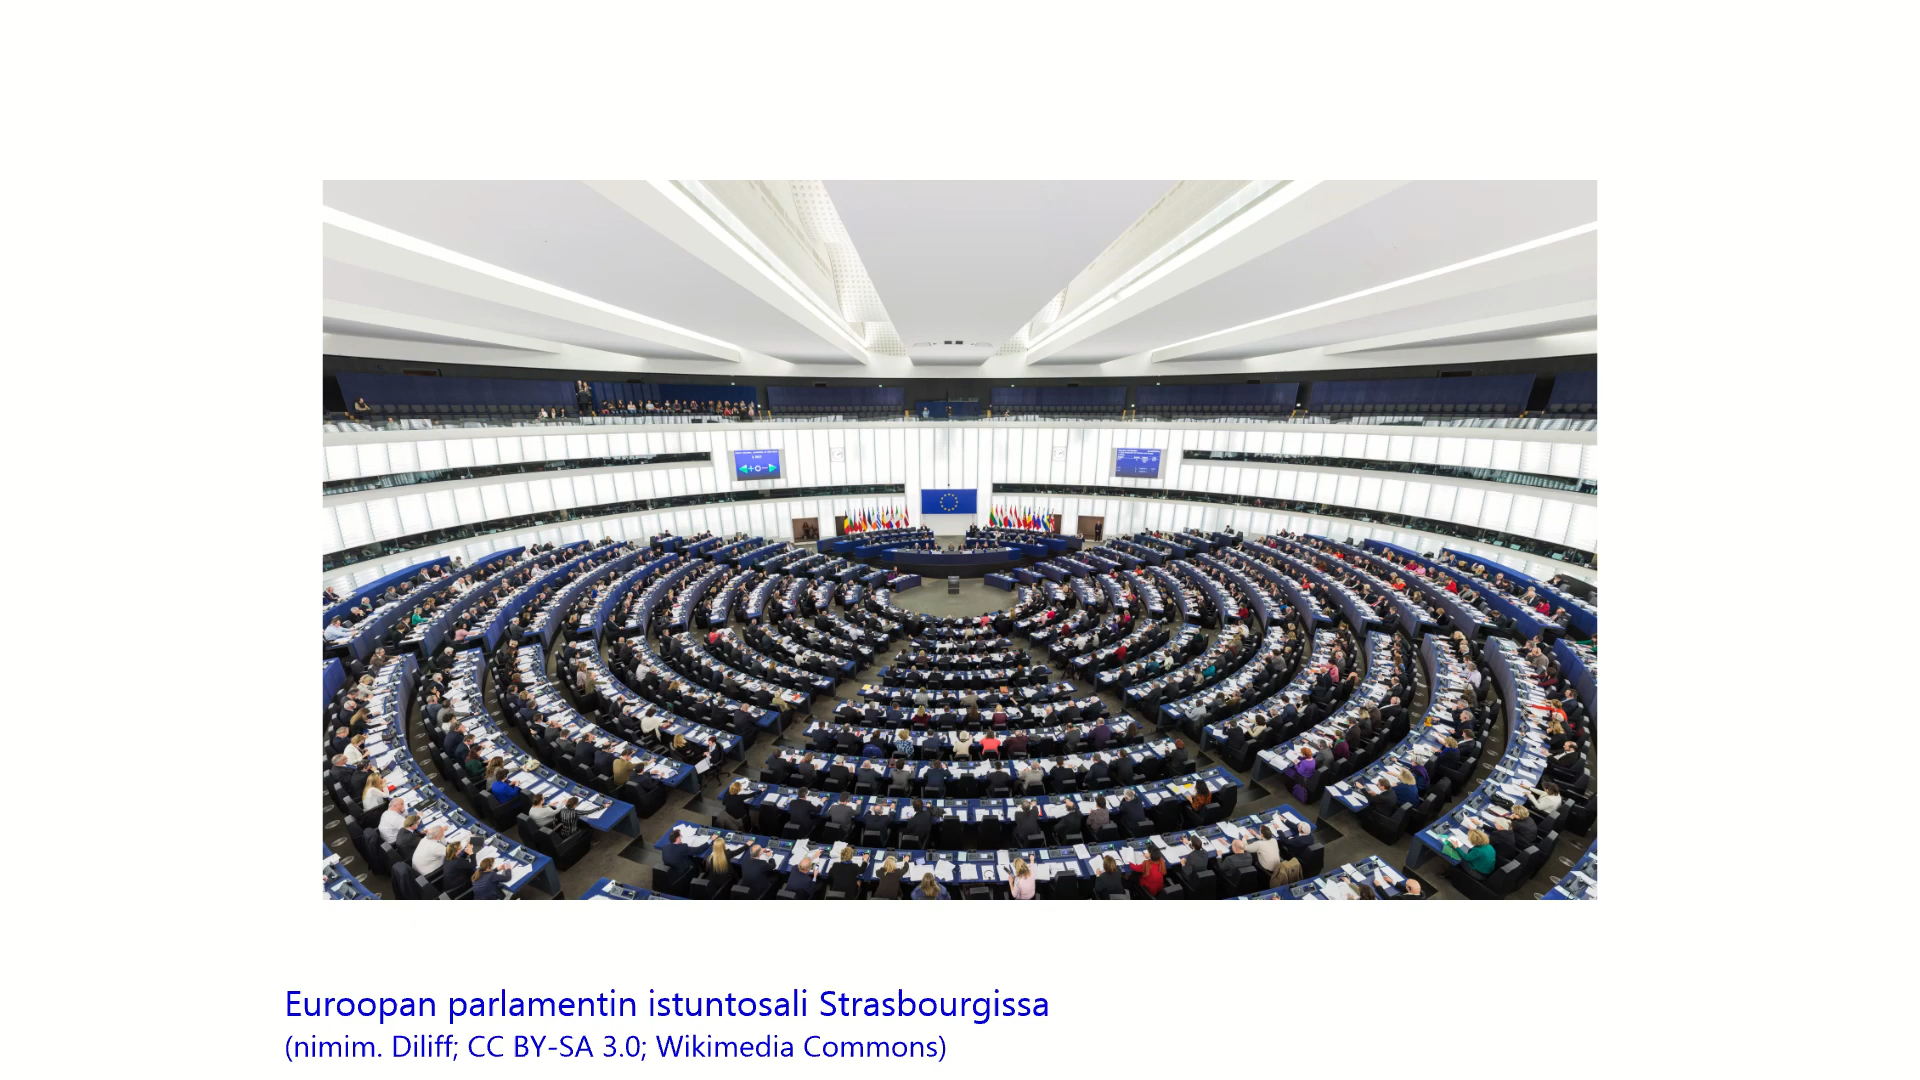 Euroopan parlamentin istuntosali Strasbourgissa
(nimim. Diliff; CC BY-SA 3.0; Wikimedia Commons)